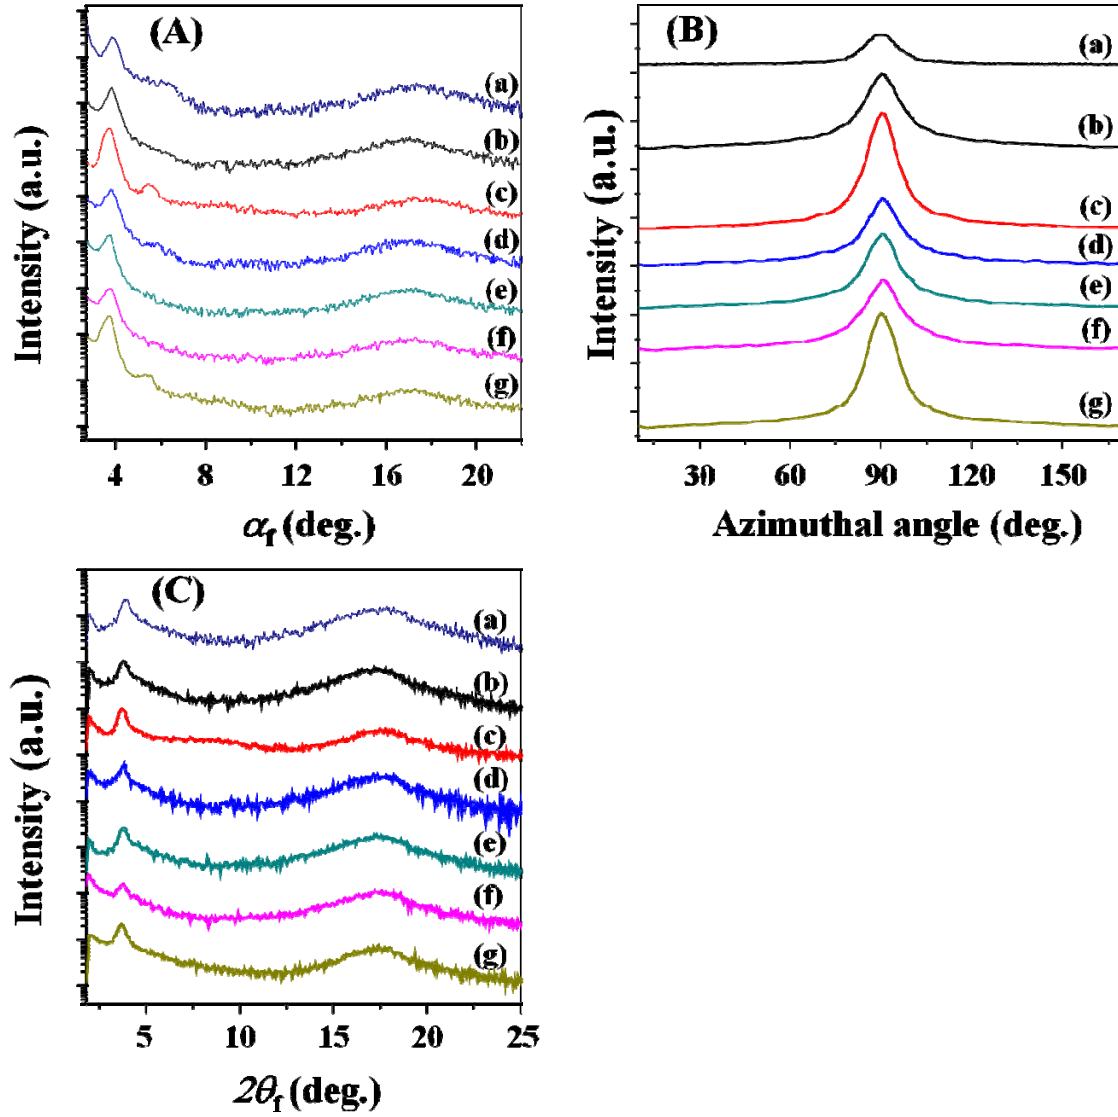 (A)
(a)
(b)
(c)
(d)
(e)
(f)
(g)
Intensity (a.u.)
4 8 12 16 20
αf (deg.)
(B)
(a)
(b)
(c)
(d)
(e)
(f)
(g)
Intensity (a.u.)
30 60 90 120 150
Azimuthal angle (deg.)
(C)
(a)
(b)
(c)
(d)
(e)
(f)
(g)
Intensity (a.u.)
5 10 15 20 25
2θf (deg.)